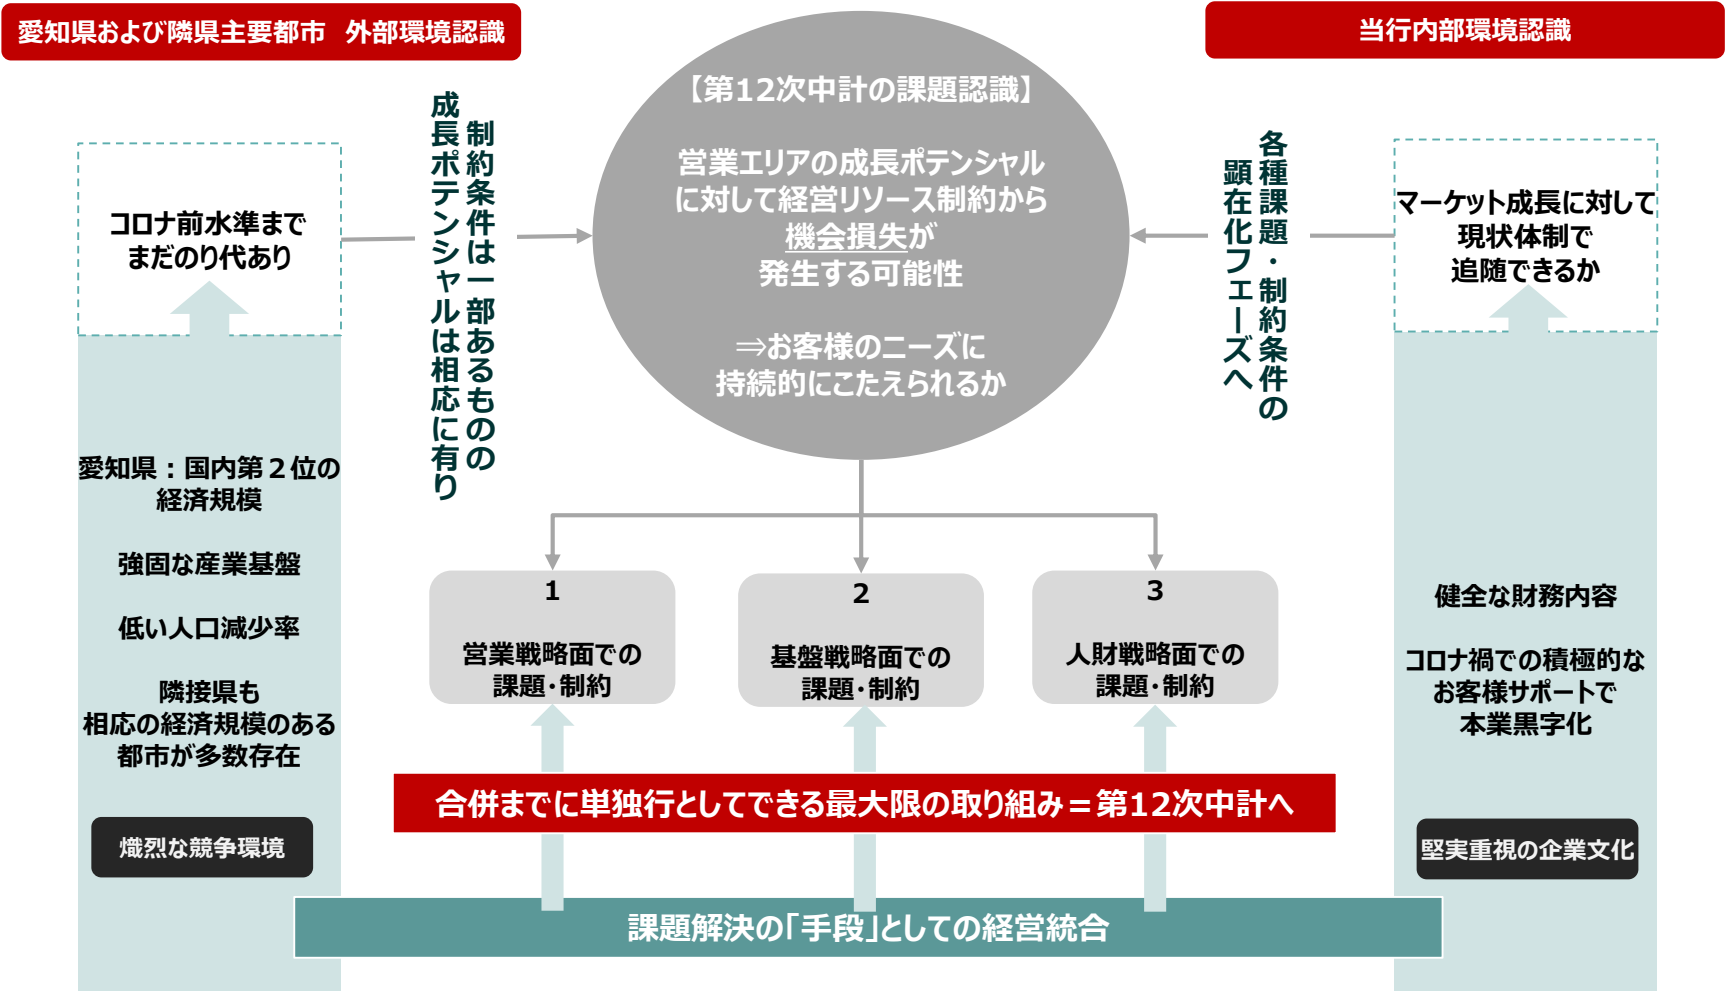 愛知県および隣県主要都市　外部環境認識
当行内部環境認識
【第12次中計の課題認識】
営業エリアの成長ポテンシャル
に対して経営リソース制約から
機会損失が
発生する可能性
⇒お客様のニーズに
持続的にこたえられるか
制約条件は一部あるものの
成長ポテンシャルは相応に有り
各種課題・制約条件の
顕在化フェーズへ
コロナ前水準まで
まだのり代あり
愛知県：国内第２位の
経済規模
強固な産業基盤
低い人口減少率
隣接県も
相応の経済規模のある
都市が多数存在
熾烈な競争環境
マーケット成長に対して
現状体制で
追随できるか
健全な財務内容
コロナ禍での積極的な
お客様サポートで
本業黒字化
堅実重視の企業文化
1
営業戦略面での
課題・制約
2
基盤戦略面での
課題・制約
3
人財戦略面での
課題・制約
合併までに単独行としてできる最大限の取り組み＝第12次中計へ
課題解決の「手段」としての経営統合